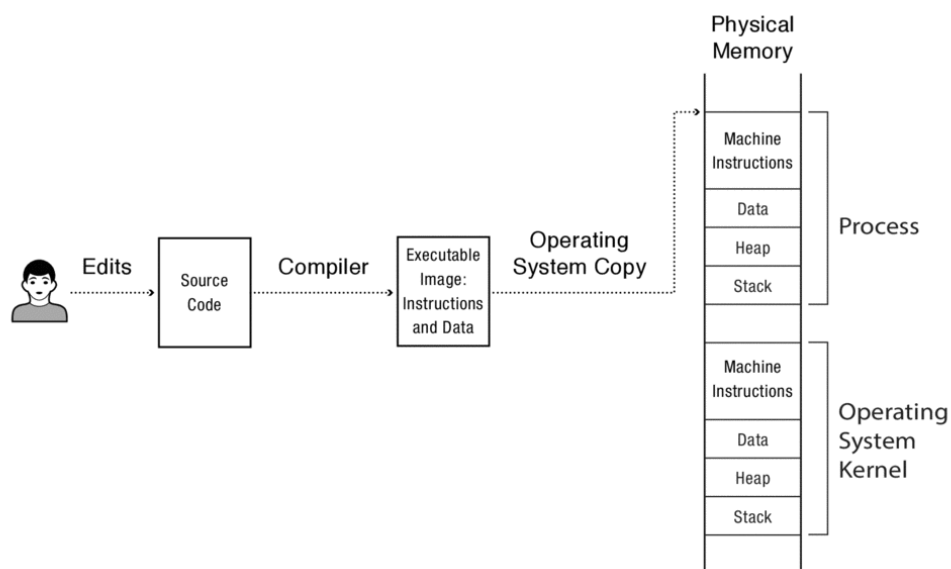 Physical
Memory
Machine
Instructions
Data
Heap
Stack
Process
Edits
Source
Code
Compiler
Executable
Image:
Instructions
and Data
Operating
System Copy
Machine
Instructions
Data
Heap
Stack
Operating
System
Kernel